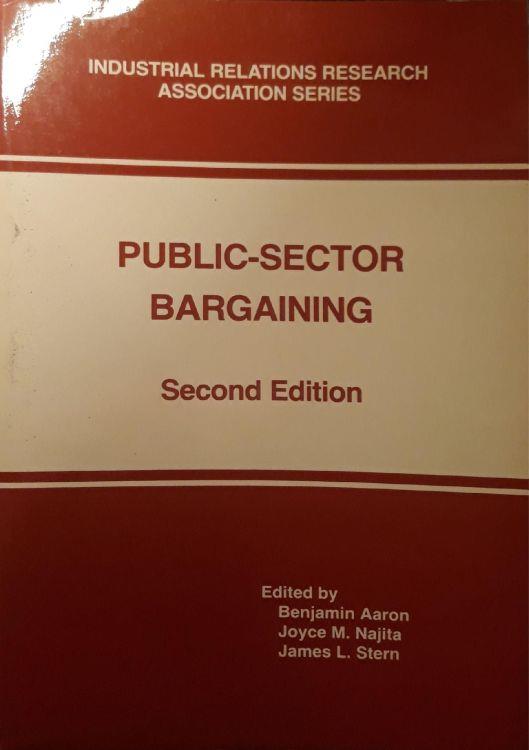 INDUSTRIAL RELATIONS RESEARCH
ASSOCIATION SERIES
PUBLIC-SECTOR
BARGAINING
Second Edition
Edited by
Benjamin Aaron
Joyce M. Najita
James L. Stern